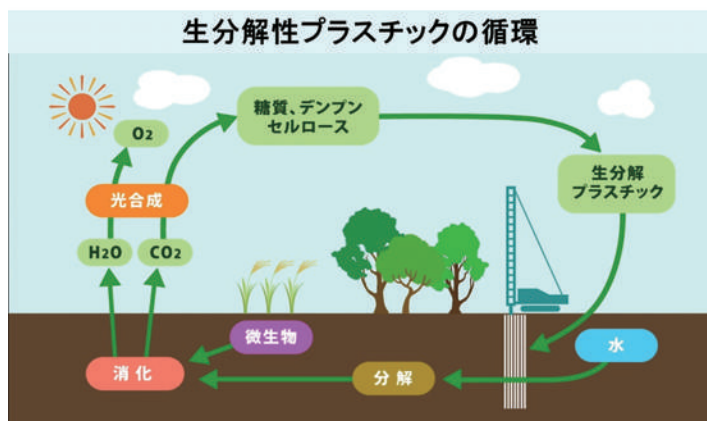 生分解性プラスチックの循環
糖質、デンプン
セルロース
O2
生分解
プラスチック
光合成
H2O
CO2
微生物
水
消化
分解